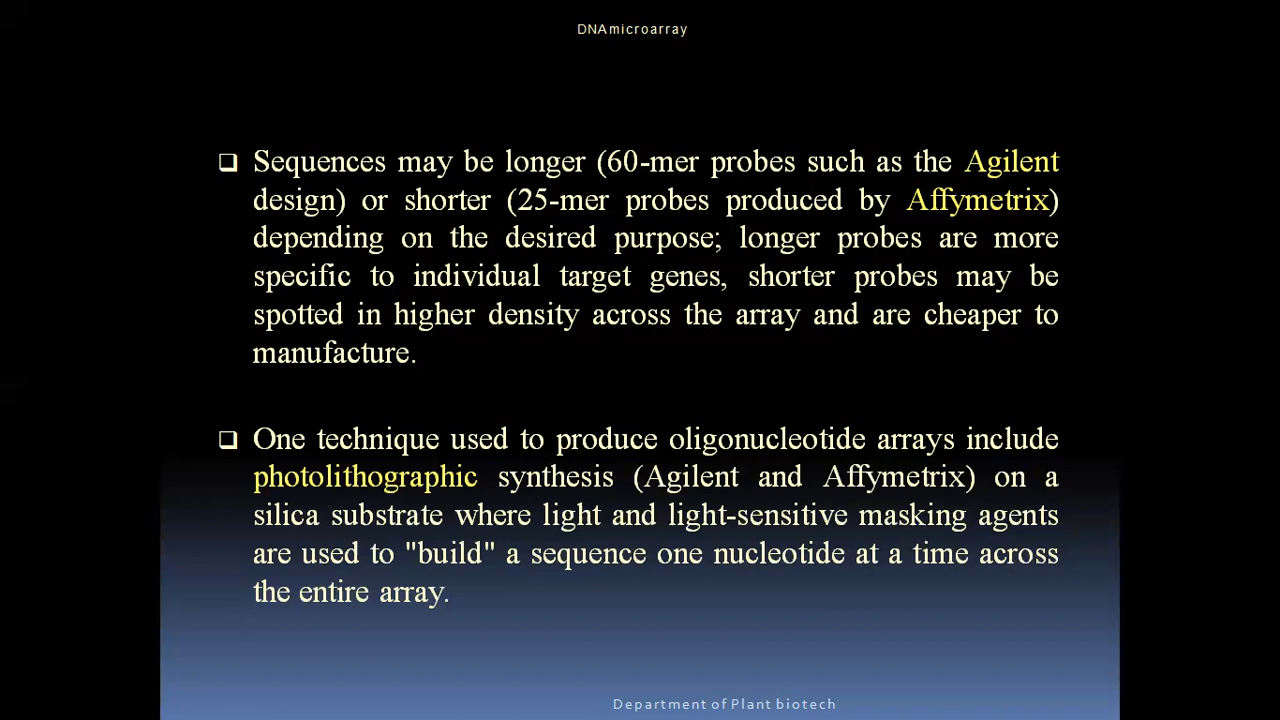 DNAmicroarray
❑ Sequences may be longer (60-mer probes such as the Agilent
design) or shorter (25-mer probes produced by Affymetrix)
depending on the desired purpose; longer probes are more
specific to individual target genes, shorter probes may be
spotted in higher density across the array and are cheaper to
manufacture.
❑ One technique used to produce oligonucleotide arrays include
photolithographic synthesis (Agilent and Affymetrix) on a
silica substrate where light and light-sensitive masking agents
are used to "build" a sequence one nucleotide at a time across
the entire array.
Department of Plant biotech